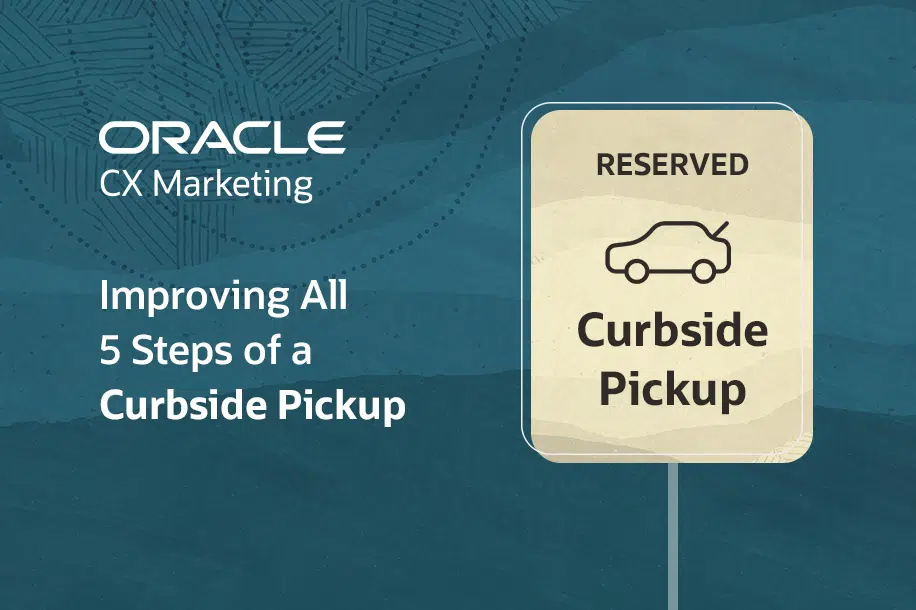 ORACLE
CX Marketing
Improving All
5 Steps of a
Curbside Pickup
RESERVED
Curbside
Pickup